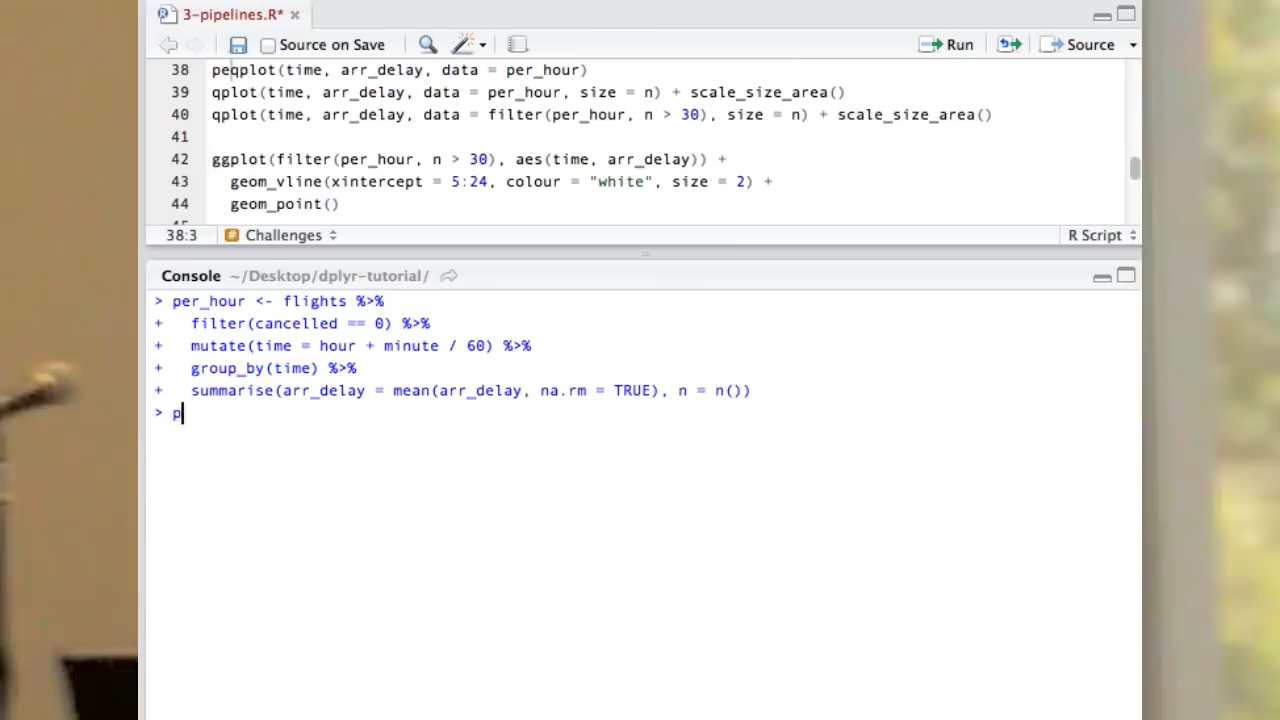 3-pipelines.R*
Source on Save
Run
Source
38 peqplot(time, arr_delay, data = per_hour)
39 qplot(time, arr_delay, data = per_hour, size = n) + scale_size_area()
40 qplot(time, arr_delay, data = filter(per_hour, n > 30), size = n) + scale_size_area()
41
42 ggplot(filter(per_hour, n > 30), aes(time, arr_delay)) +
43 geom_vline(xintercept = 5:24, colour = "white", size = 2) +
44 geom_point()
38:3
# Challenges
R Script
Console ~/Desktop/dplyr-tutorial/
> per_hour <- flights %>%
+ filter(cancelled == 0) %>%
+ mutate(time = hour + minute / 60) %>%
+ group_by(time) %>%
+ summarise(arr_delay = mean(arr_delay, na.rm = TRUE), n = n())
> p